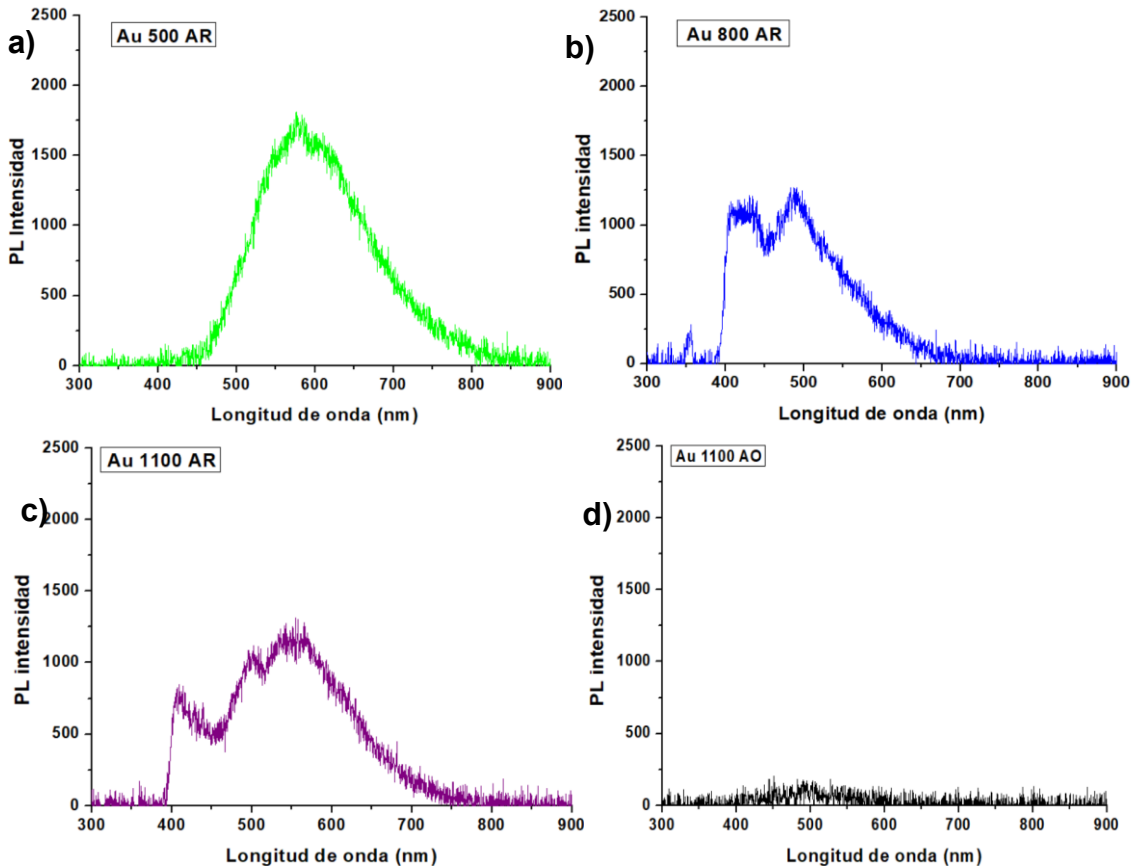 a)
Au 500 AR
PL Intensidad
2500
2000
1500
1000
500
0
300 400 500 600 700 800 900
Longitud de onda (nm)
b)
Au 800 AR
PL intensidad
2500
2000
1500
1000
500
0
300 400 500 600 700 800 900
Longitud de onda (nm)
c)
Au 1100 AR
PL intensidad
2500
2000
1500
1000
500
0
300 400 500 600 700 800 900
Longitud de onda (nm)
d)
Au 1100 AO
PL intensidad
2500
2000
1500
1000
500
0
300 400 500 600 700 800 900
Longitud de onda (nm)